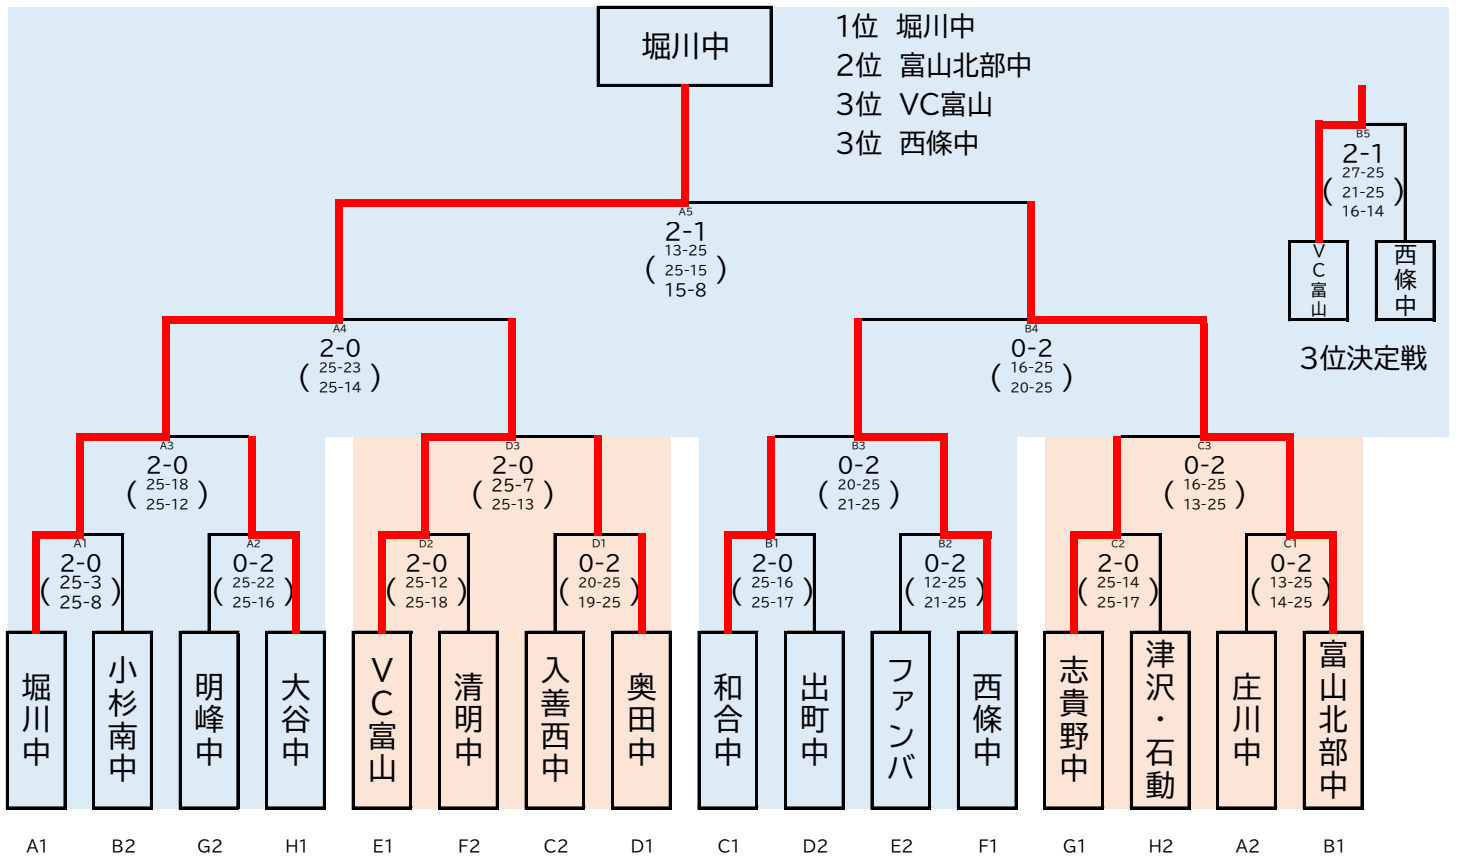 堀川中
1位 堀川中
2位 富山北部中
3位 VC富山
3位 西條中
B5
2-1
27-25
( 21-25 )
16-14
VC富山
西條中
3位決定戦
A5
2-1
13-25
( 25-15 )
15-8
A4
2-0
( 25-23 )
25-14
B4
0-2
( 16-25 )
20-25
A3
2-0
( 25-18 )
25-12
D3
2-0
( 25-7 )
25-13
B3
0-2
( 20-25 )
21-25
C3
0-2
( 16-25 )
13-25
A1
2-0
( 25-3 )
25-8
A2
0-2
( 25-22 )
25-16
D2
2-0
( 25-12 )
25-18
D1
0-2
( 20-25 )
19-25
B1
2-0
( 25-16 )
25-17
B2
0-2
( 12-25 )
21-25
C2
2-0
( 25-14 )
25-17
C1
0-2
( 13-25 )
14-25
堀川中
小杉南中
明峰中
大谷中
VC富山
清明中
入善西中
奥田中
和合中
出町中
ファンバ
西條中
志貴野中
津沢・石動
庄川中
富山北部中
A1 B2 G2 H1 E1 F2 C2 D1 C1 D2 E2 F1 G1 H2 A2 B1